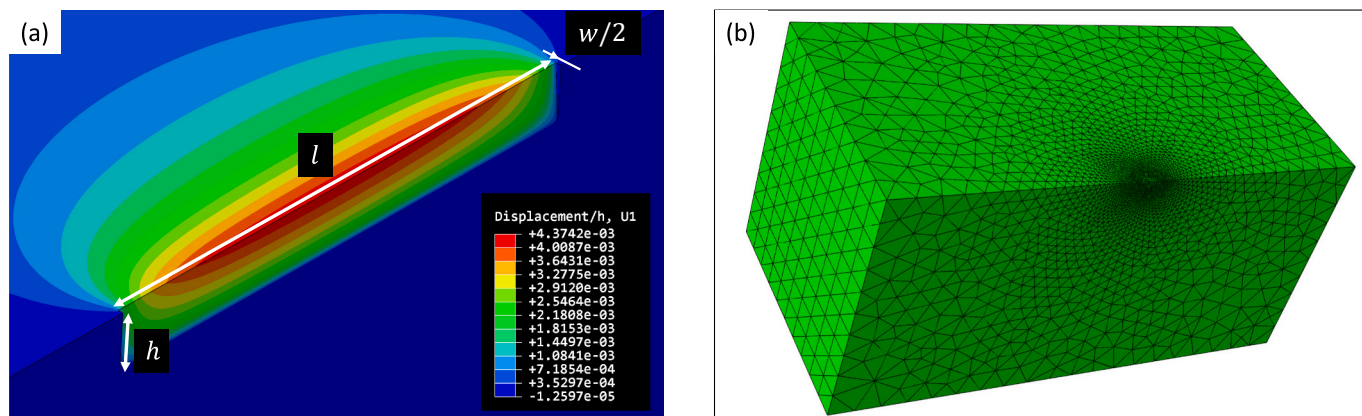 (a)
w/2
l
h
Displacement/h, U1
+4.3742e-03
+4.0087e-03
+3.6431e-03
+3.2775e-03
+2.9120e-03
+2.5464e-03
+2.1808e-03
+1.8153e-03
+1.4497e-03
+1.0841e-03
+7.1854e-04
+3.5297e-04
-1.2597e-05
(b)